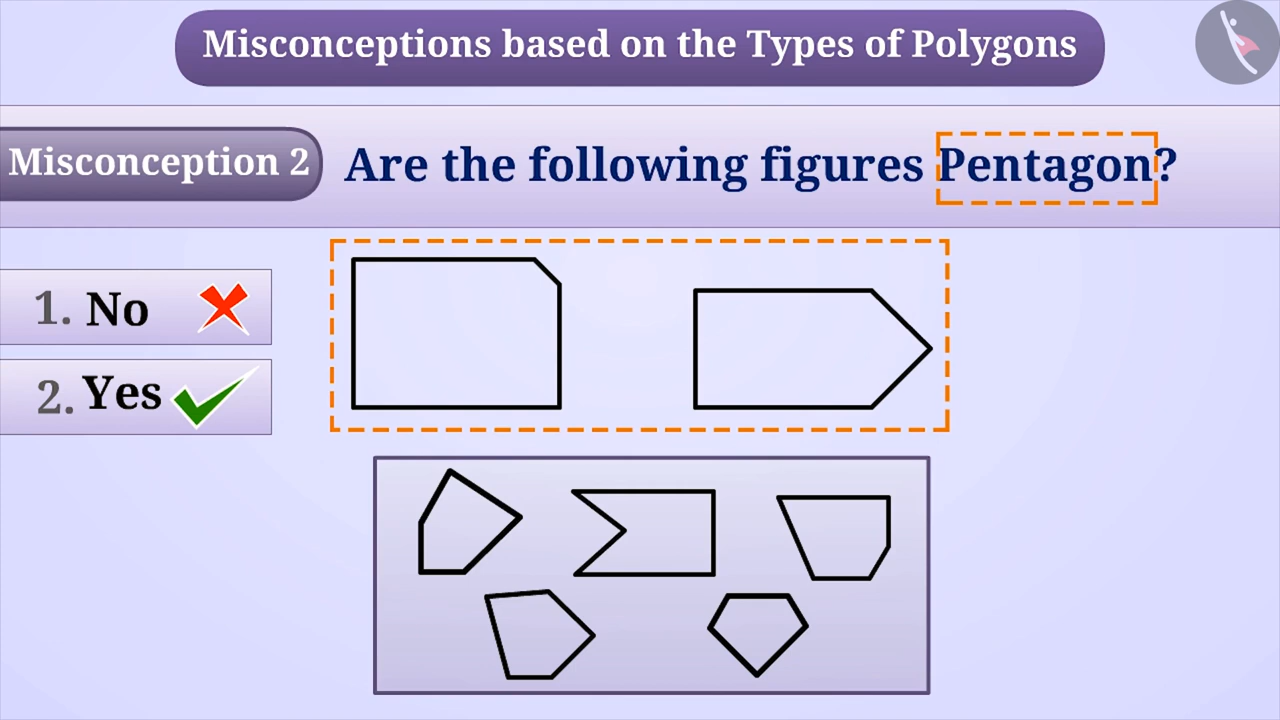 Misconceptions based on the Types of Polygons
Misconception 2
Are the following figures Pentagon?
1. No
2. Yes